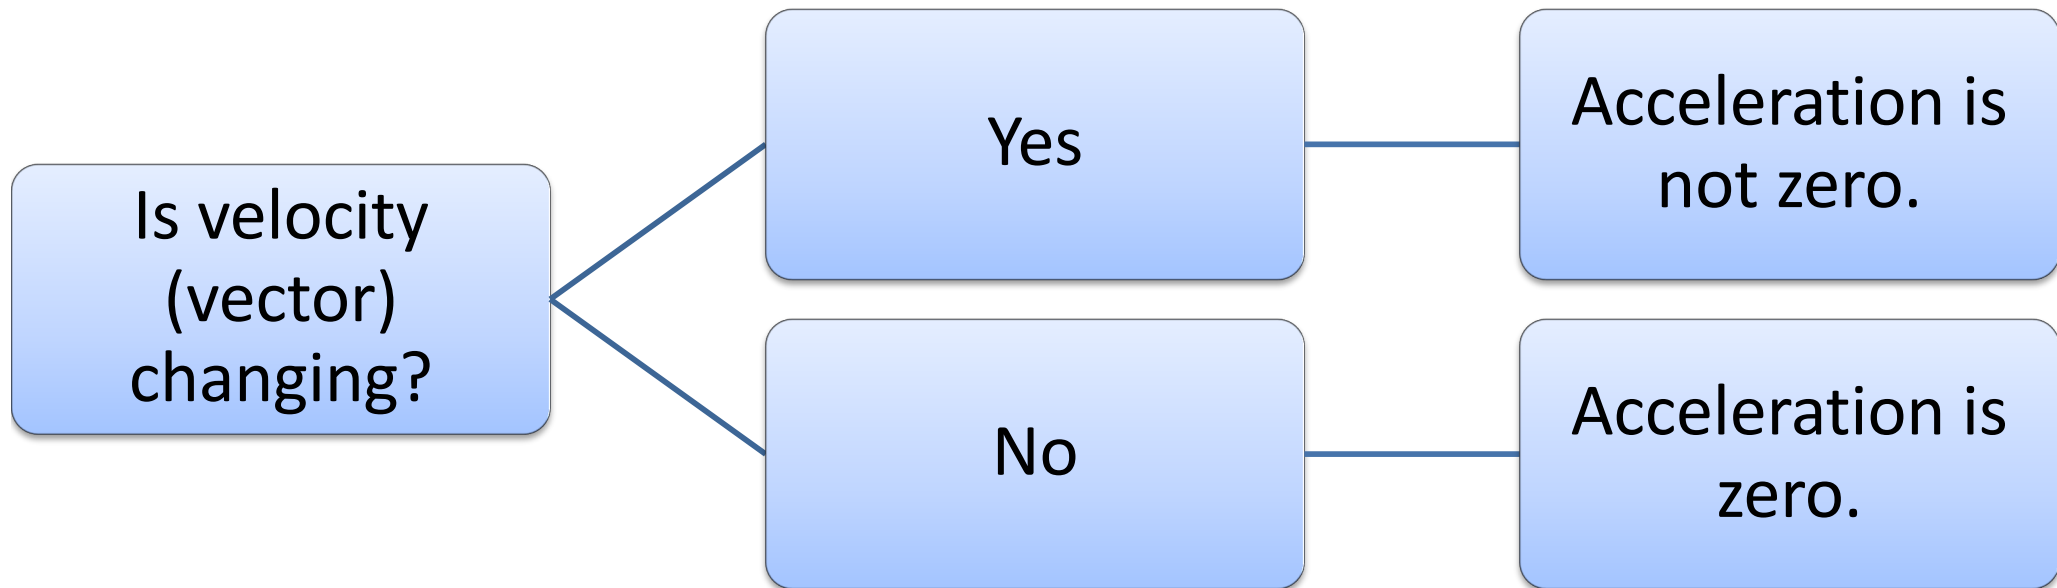 Is velocity
(vector)
changing?
Yes
Acceleration is
not zero.
No
Acceleration is
zero.